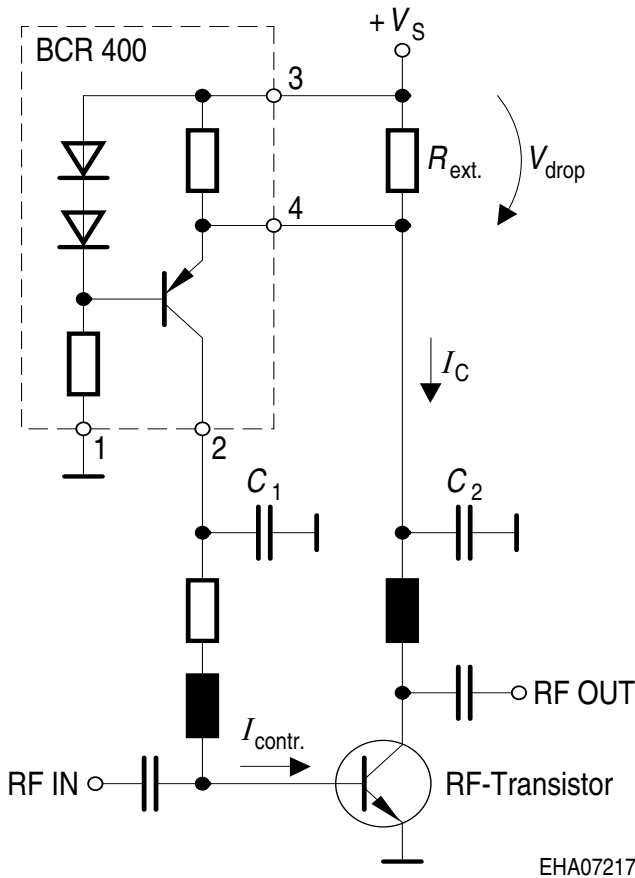 +VS
BCR 400
3
Rext.
Vdrop
4
IC
1
2
C1
C2
RF OUT
Icontr.
RF IN
RF-Transistor
EHA07217